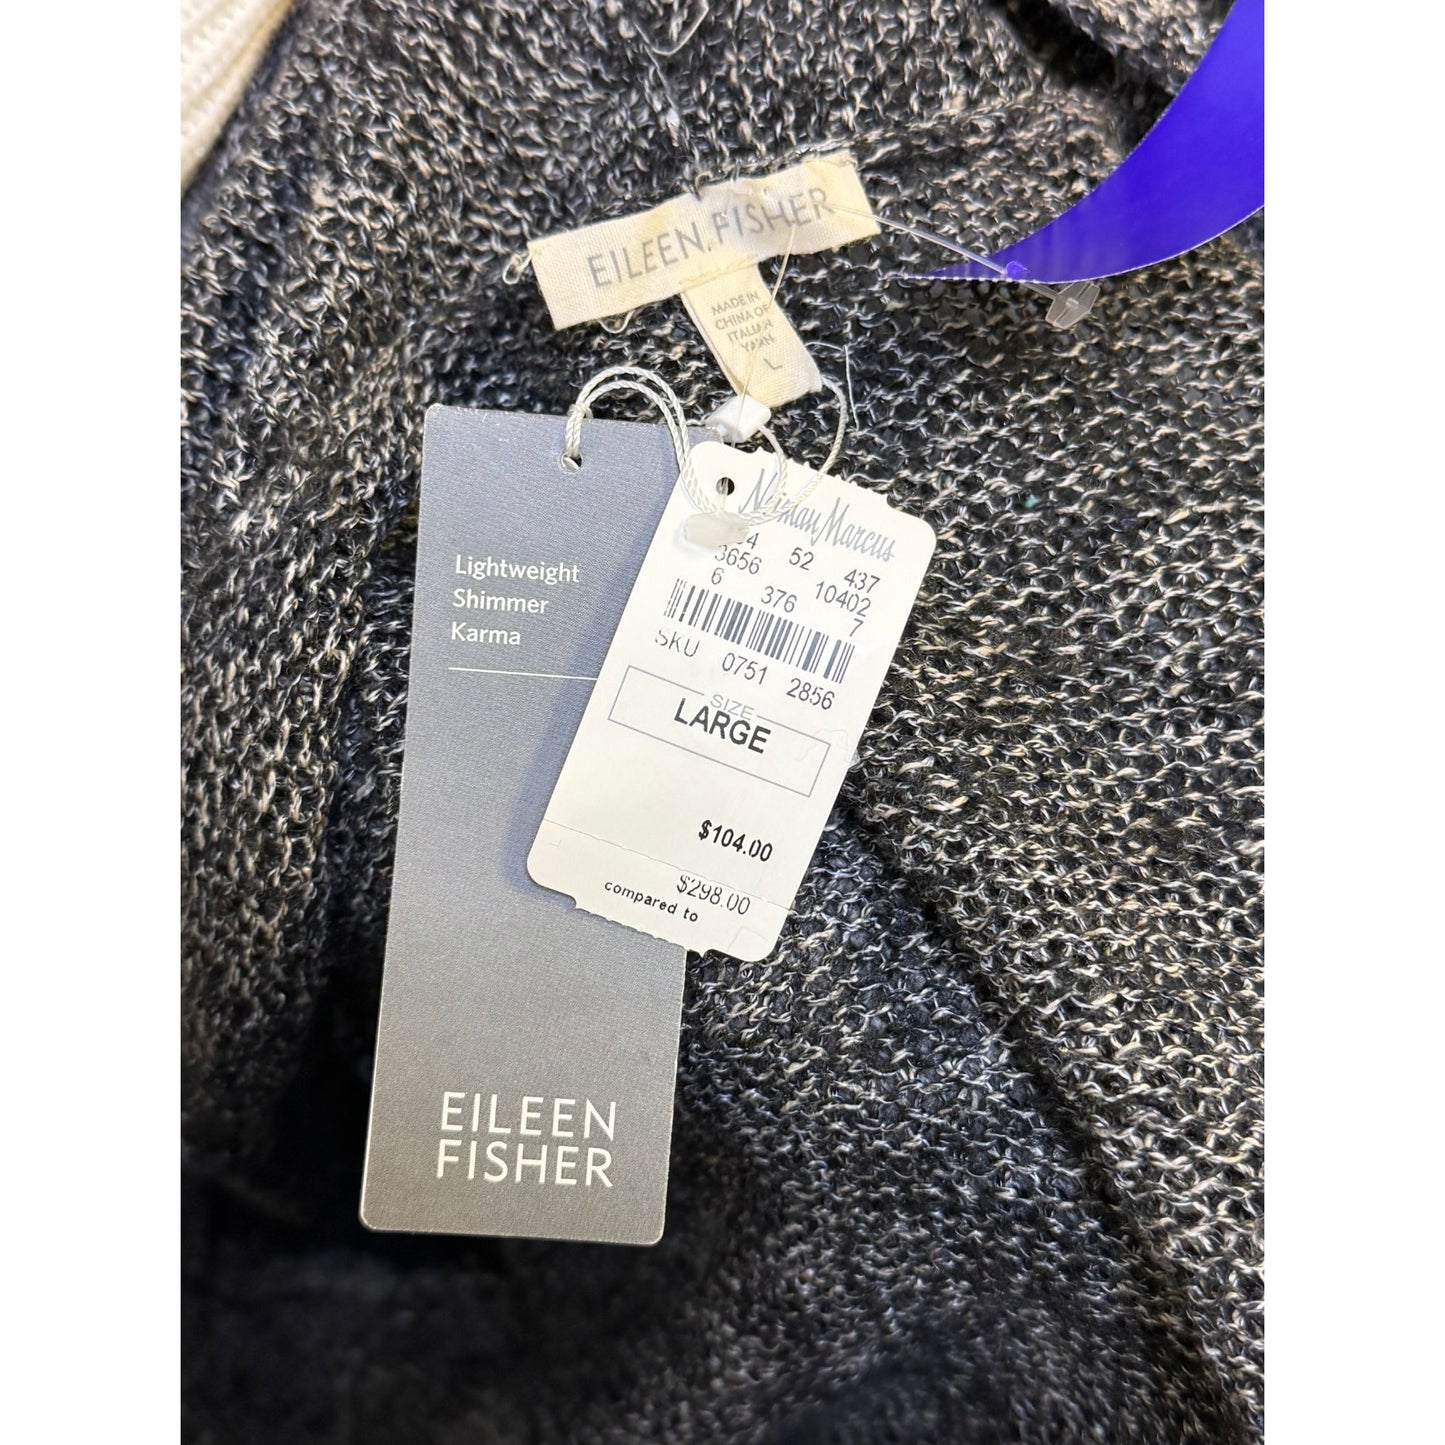 EILEEN FISHER
MADE IN
CHINA OF
ITALIAN
YARN
L
Lightweight
Shimmer
Karma
EILEEN
FISHER
Neiman Marcus
52 437
3656 10402
6 376 7
SKU 0751 2856
SIZE
LARGE
$104.00
$298.00
compared to